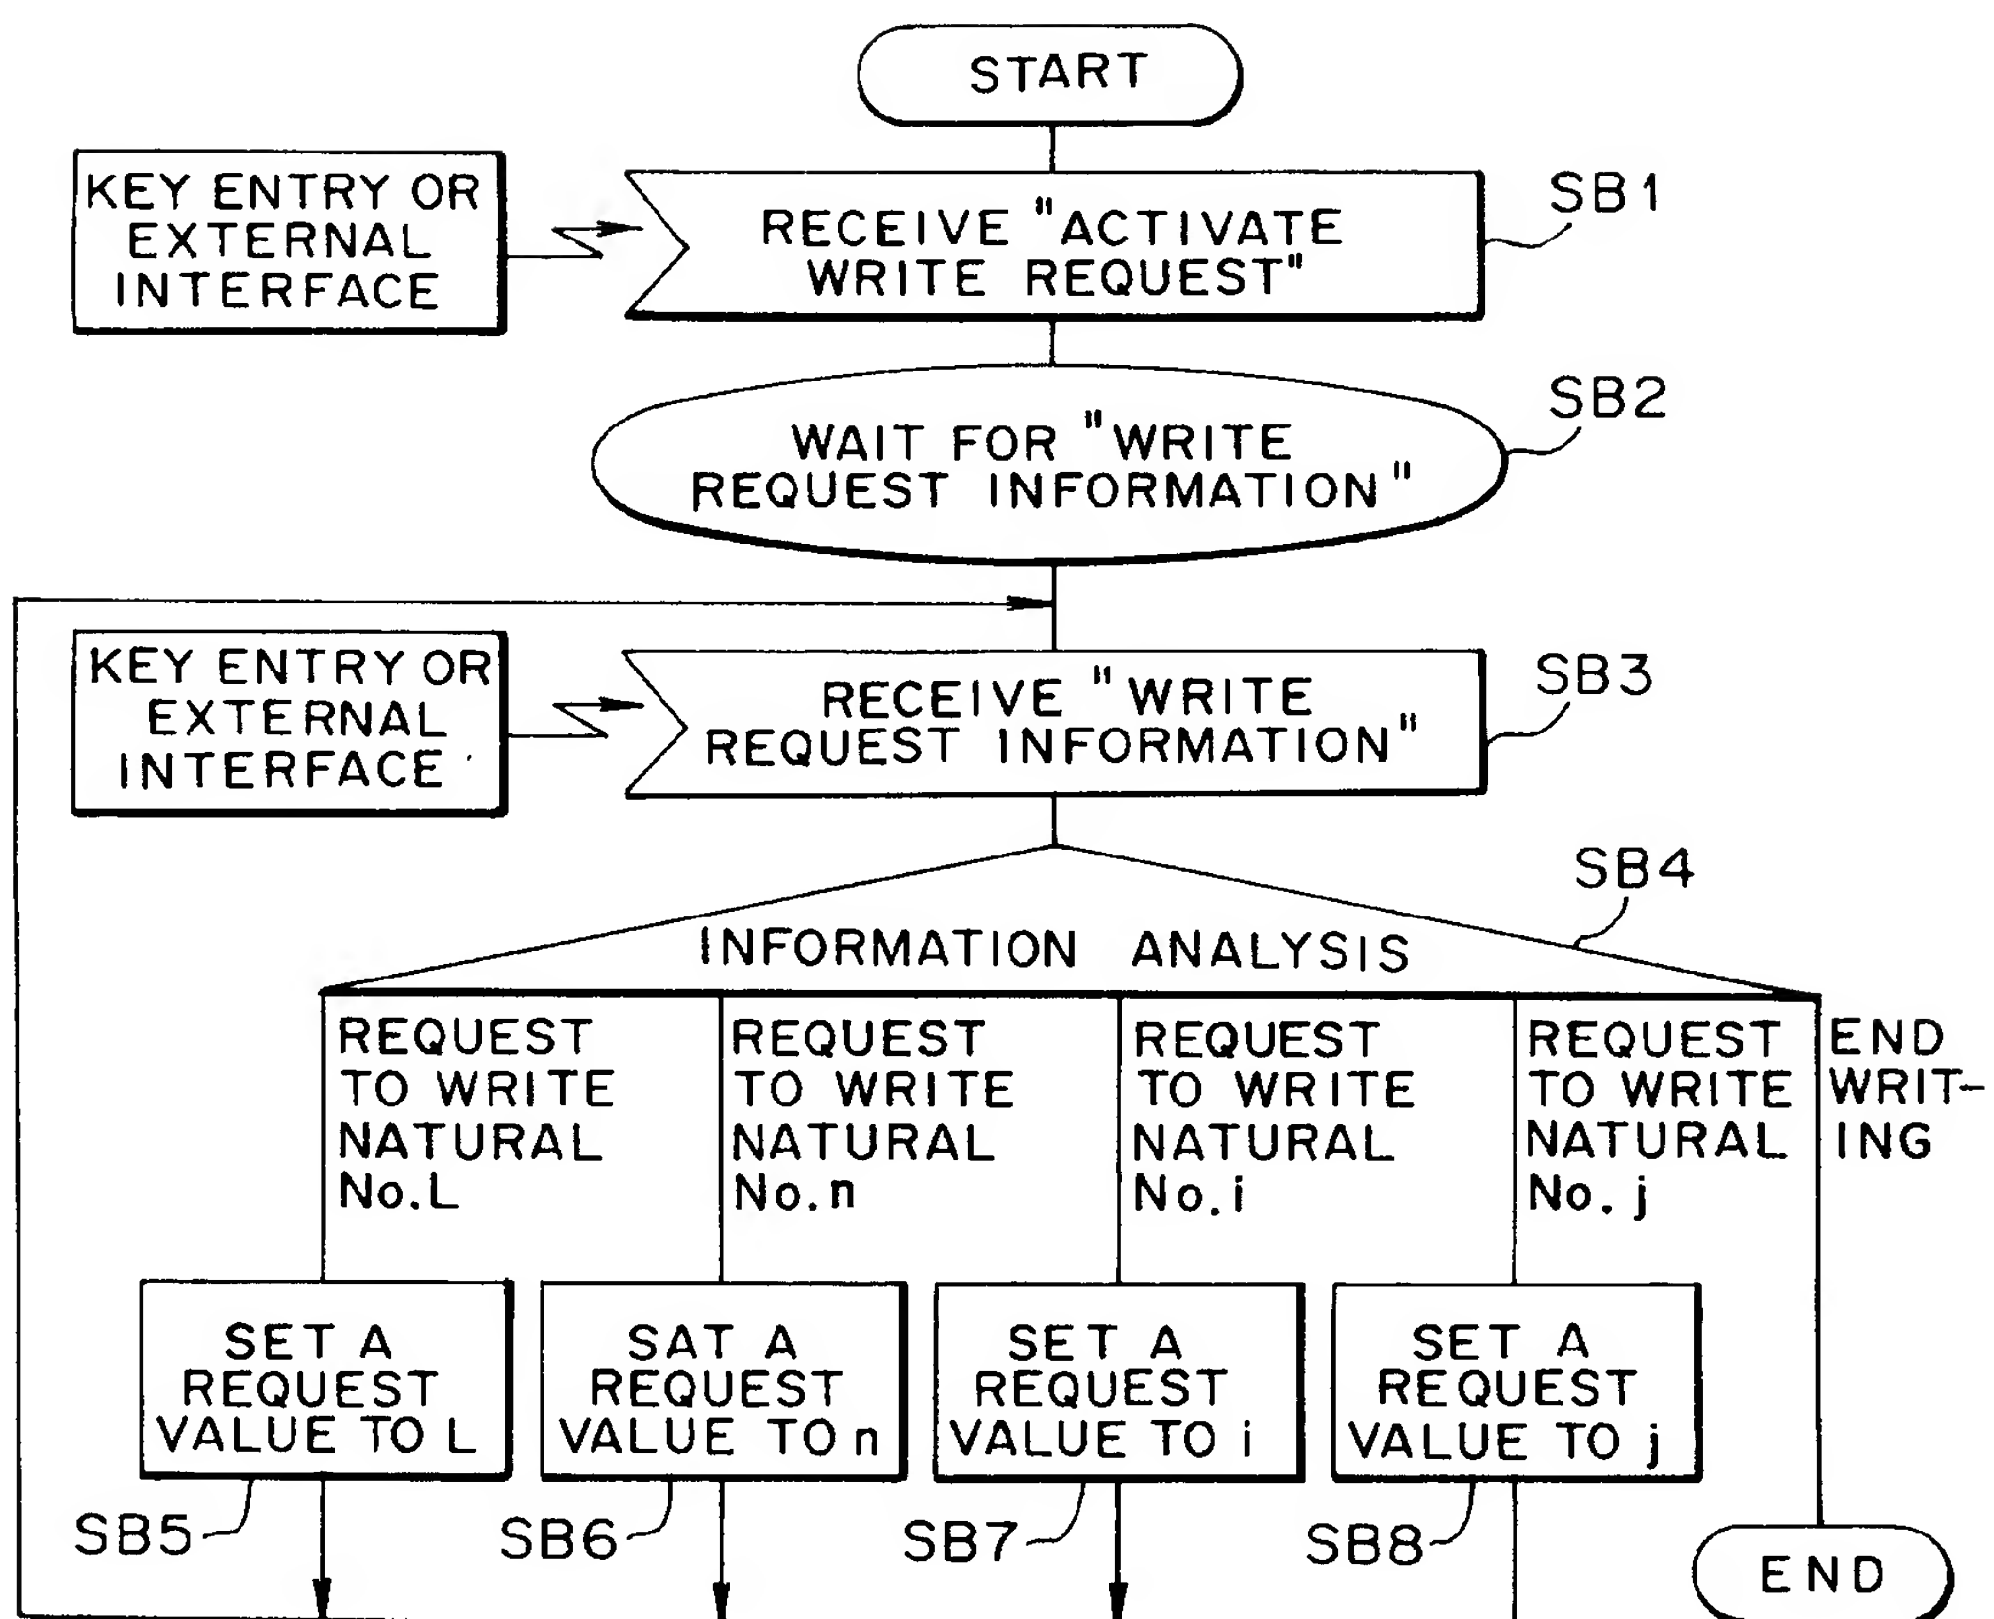 START
KEY ENTRY OR
EXTERNAL
INTERFACE
RECEIVE "ACTIVATE
WRITE REQUEST"
SB1
WAIT FOR "WRITE
REQUEST INFORMATION"
SB2
KEY ENTRY OR
EXTERNAL
INTERFACE
RECEIVE "WRITE
REQUEST INFORMATION"
SB3
INFORMATION ANALYSIS
SB4
REQUEST
TO WRITE
NATURAL
No.L
REQUEST
TO WRITE
NATURAL
No.n
REQUEST
TO WRITE
NATURAL
No.i
REQUEST
TO WRITE
NATURAL
No.j
END
WRIT-
ING
SET A
REQUEST
VALUE TO L
SB5
SAT A
REQUEST
VALUE TO n
SB6
SET A
REQUEST
VALUE TO i
SB7
SET A
REQUEST
VALUE TO j
SB8
END